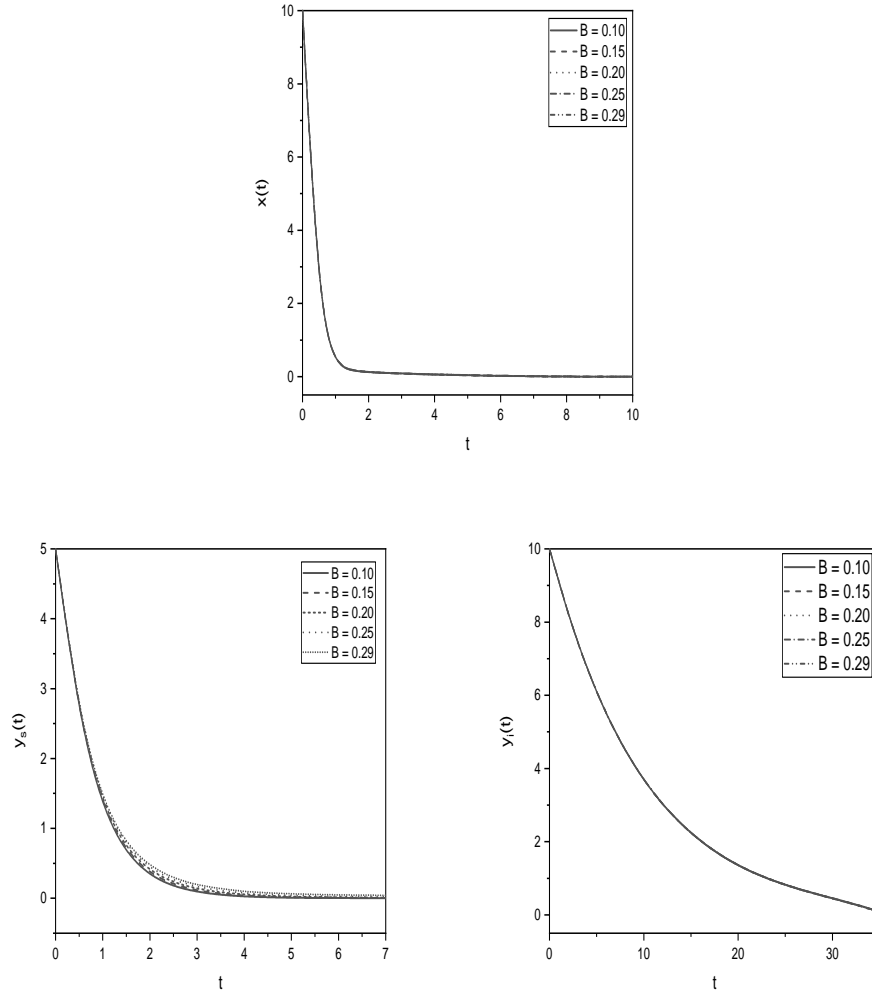 10
8
6
4
2
0
x(t)
0 2 4 6 8 10
t
B = 0.10
B = 0.15
B = 0.20
B = 0.25
B = 0.29
5
4
3
2
1
0
yₛ(t)
0 1 2 3 4 5 6 7
t
B = 0.10
B = 0.15
B = 0.20
B = 0.25
B = 0.29
10
8
6
4
2
0
yᵢ(t)
0 10 20 30
t
B = 0.10
B = 0.15
B = 0.20
B = 0.25
B = 0.29